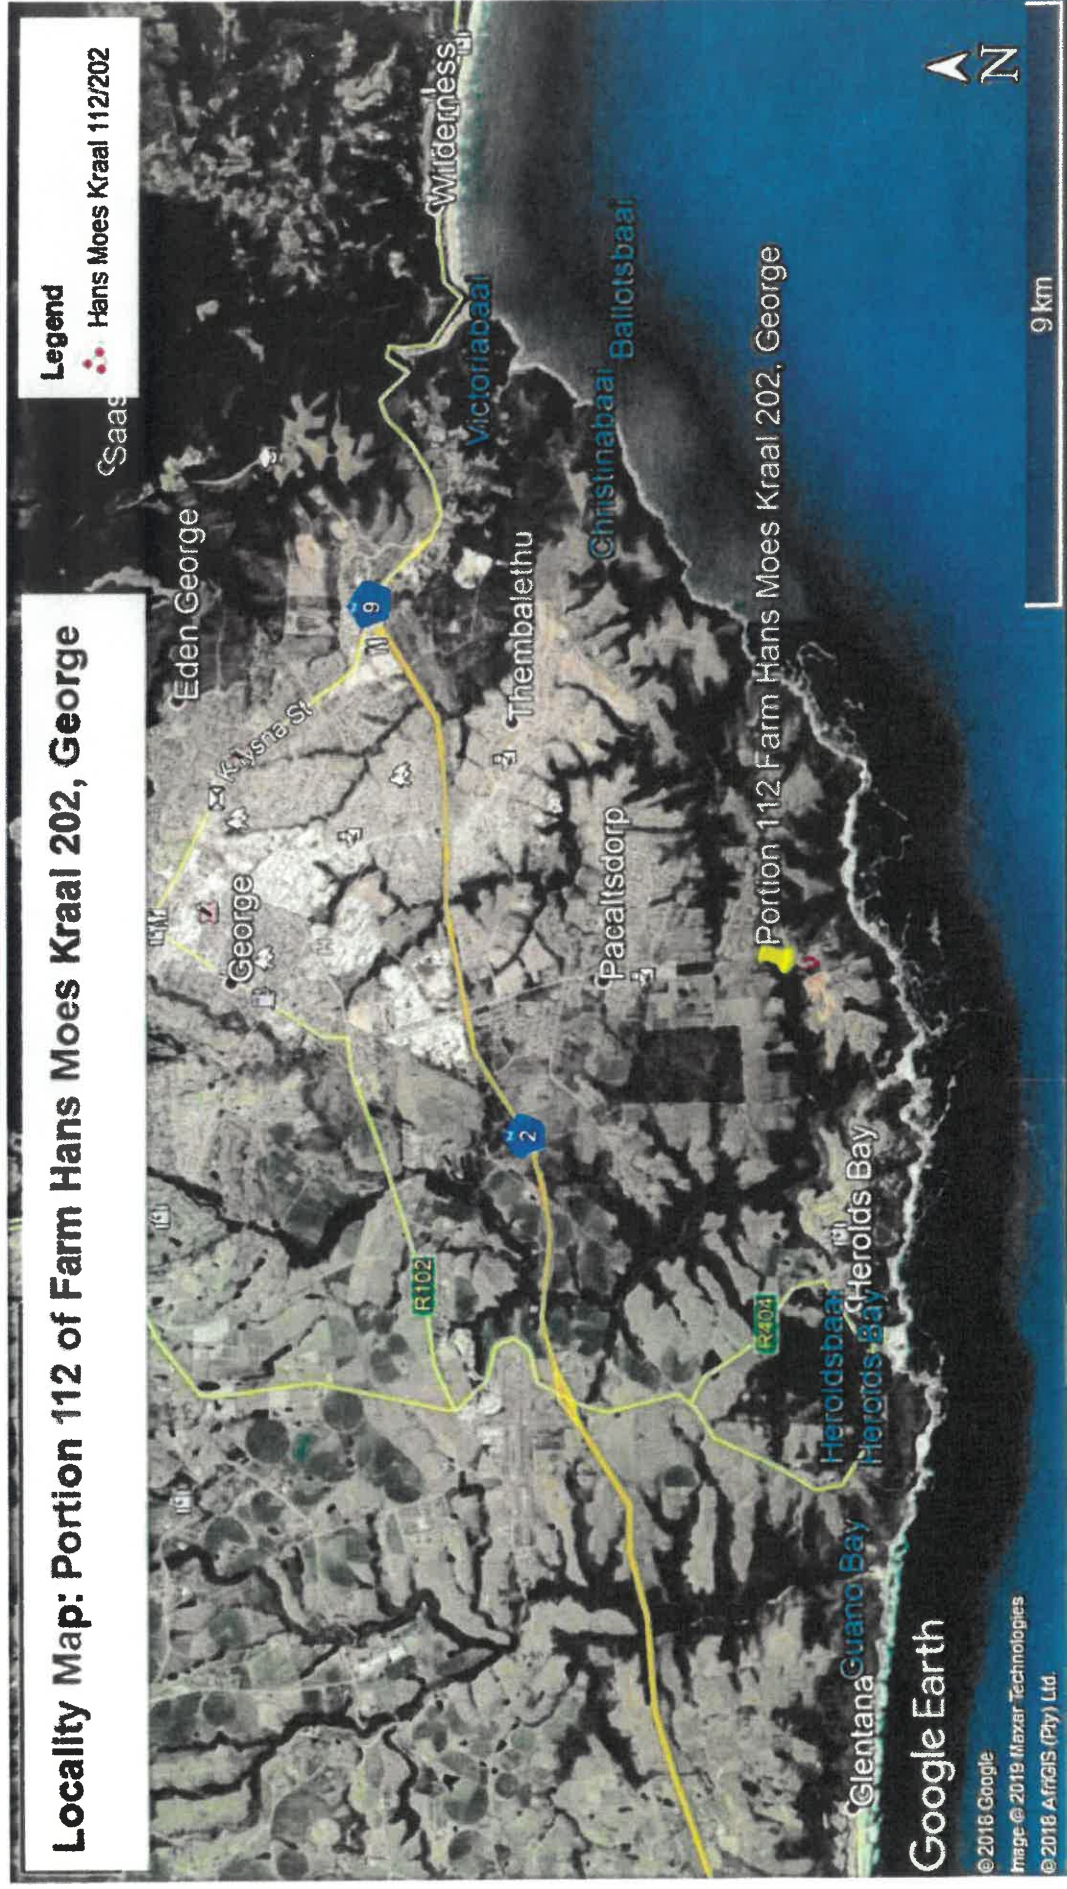 Locality Map: Portion 112 of Farm Hans Moes Kraal 202, George
Legend
Hans Moes Kraal 112/202
Saas
Eden George
Knysna St
George
9
Wilderness
Victoriabaai
Thembalethu
Christinabaai
Ballotsbaai
R102
2
Pacaltsdorp
Portion 112 Farm Hans Moes Kraal 202, George
R404
Heroldsbaai
Herolds Bay
Herolds Bay
Guano Bay
Glentana
Google Earth
© 2018 Google
Image © 2019 Maxar Technologies
© 2018 AfriGIS (Pty) Ltd.
N
9 km